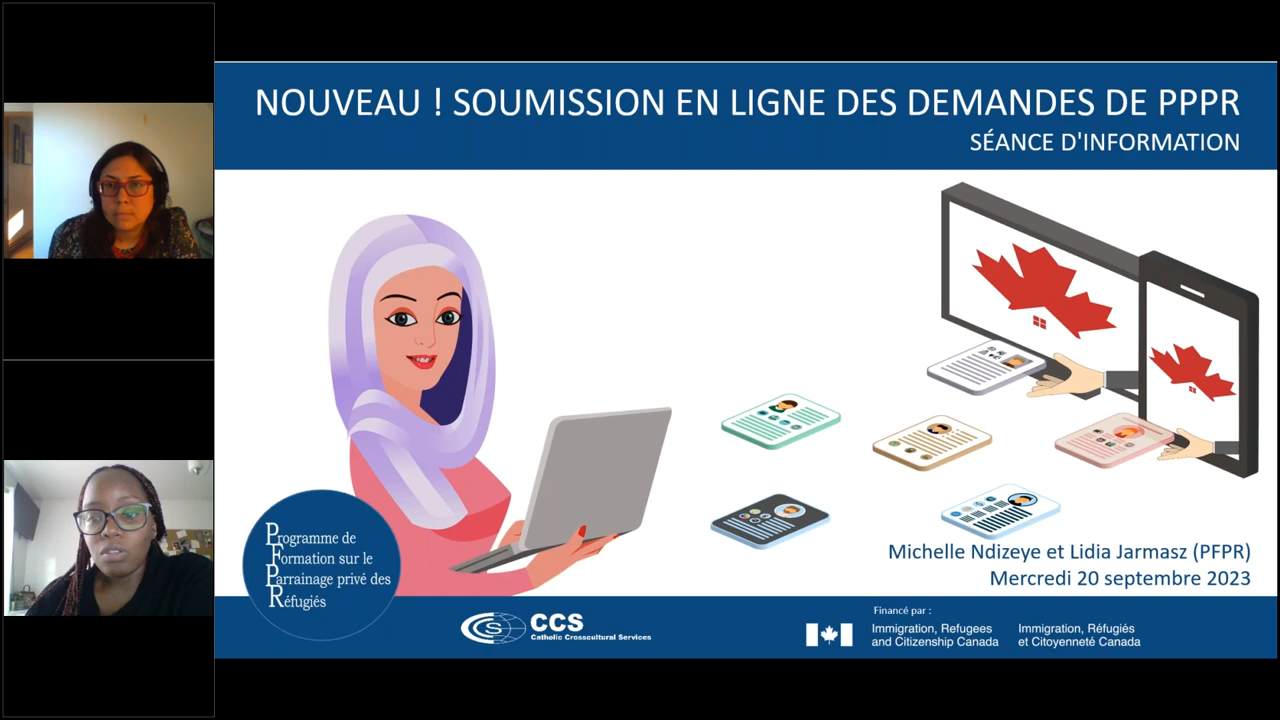 NOUVEAU ! SOUMISSION EN LIGNE DES DEMANDES DE PPPR
SÉANCE D'INFORMATION
Programme de
Formation sur le
Parrainage privé des
Réfugiés
Michelle Ndizeye et Lidia Jarmasz (PFPR)
Mercredi 20 septembre 2023
CCS
Catholic Crosscultural Services
Financé par :
Immigration, Refugees
and Citizenship Canada
Immigration, Réfugiés
et Citoyenneté Canada